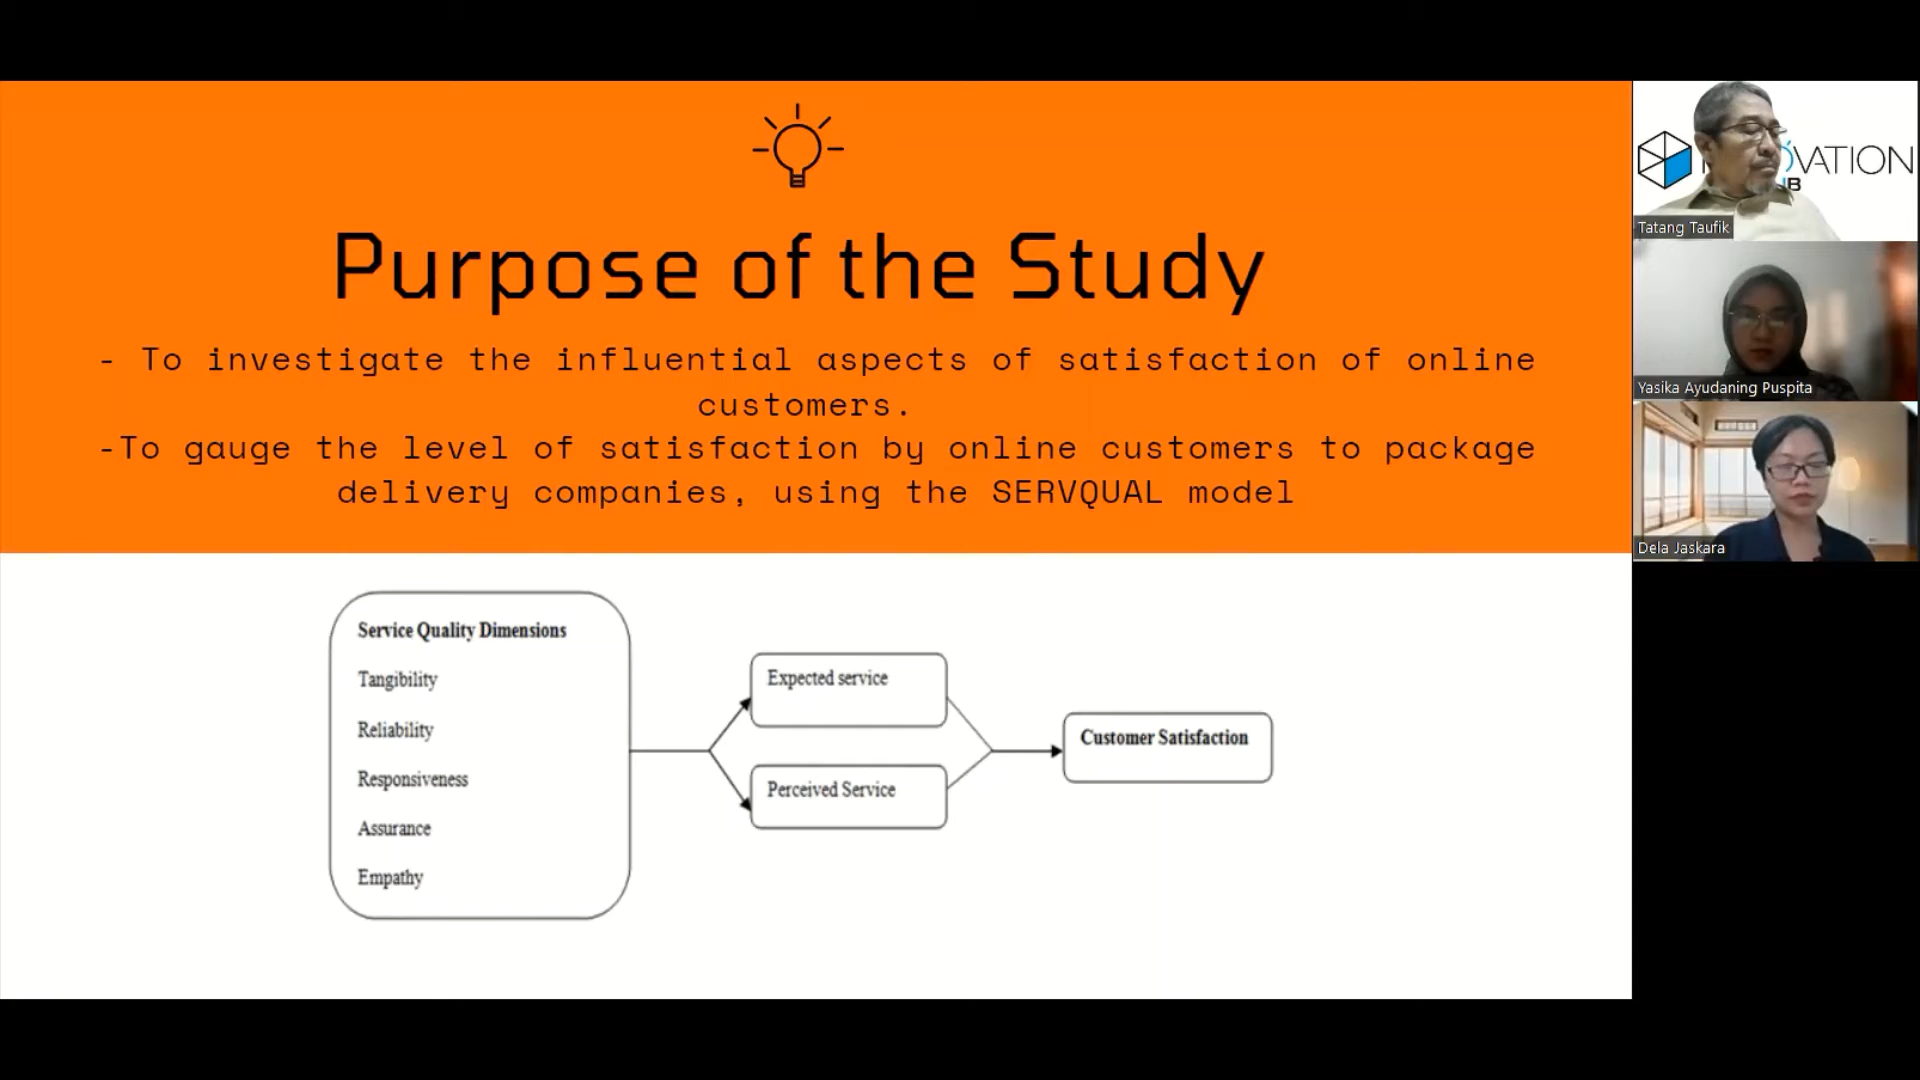 Purpose of the Study
- To investigate the influential aspects of satisfaction of online
customers.
-To gauge the level of satisfaction by online customers to package
delivery companies, using the SERVQUAL model
Service Quality Dimensions
Tangibility
Reliability
Responsiveness
Assurance
Empathy
Expected service
Perceived Service
Customer Satisfaction
VATION
Tatang Taufik
Yasika Ayudaning Puspita
Dela Jaskara